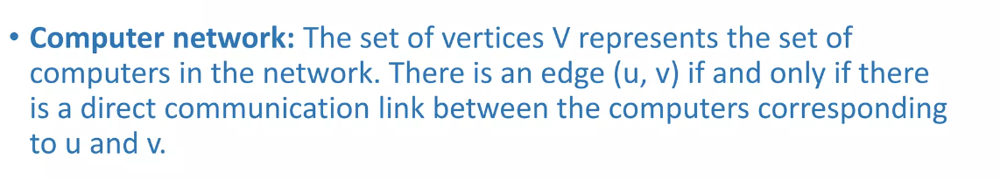 • Computer network: The set of vertices V represents the set of
computers in the network. There is an edge (u, v) if and only if there
is a direct communication link between the computers corresponding
to u and v.